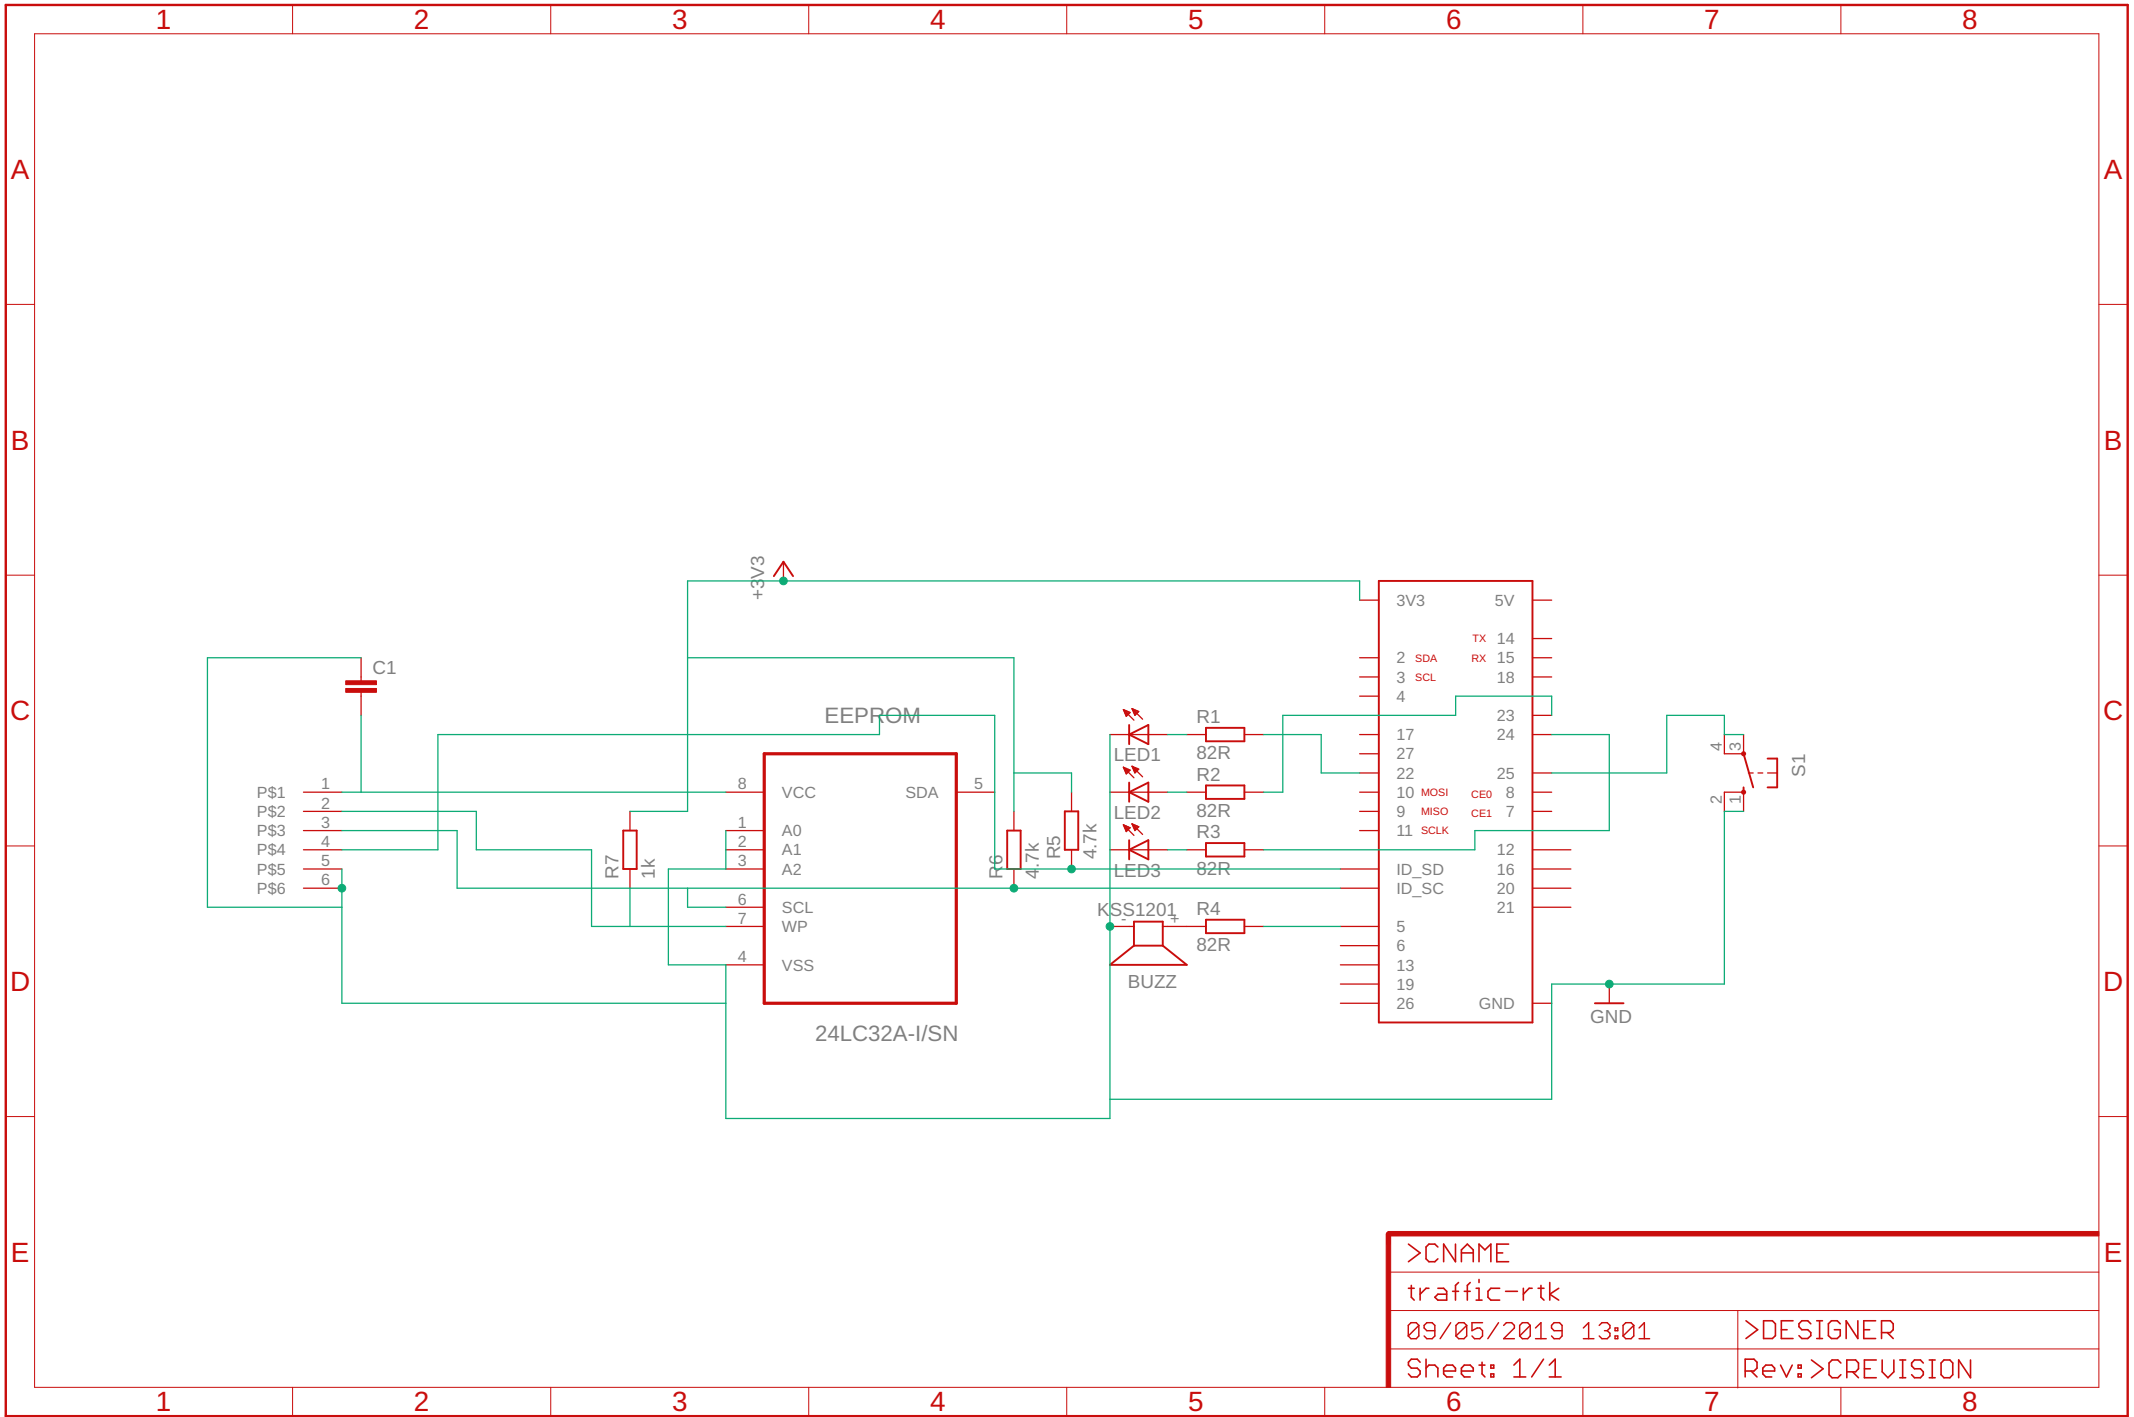 1 2 3 4 5 6 7 8
A A
B B
C C
D D
E E
+3V3
C1
EEPROM
P$1 1
P$2 2
P$3 3
P$4 4
P$5 5
P$6 6
R7
1k
8 VCC SDA 5
1 A0
2 A1
3 A2
6 SCL
7 WP
4 VSS
24LC32A-I/SN
R6
4.7k
R5
4.7k
LED1
R1
82R
LED2
R2
82R
LED3
R3
82R
KSS1201
- +
R4
82R
BUZZ
3V3 5V
TX 14
2 SDA RX 15
3 SCL 18
4
23
17 24
27
22 25
10 MOSI CE0 8
9 MISO CE1 7
11 SCLK
12
ID_SD 16
ID_SC 20
21
5
6
13
19
26 GND
GND
4 3
S1
2 1
>CNAME
traffic-rtk
09/05/2019 13:01 >DESIGNER
Sheet: 1/1 Rev:>CREVISION
1 2 3 4 5 6 7 8